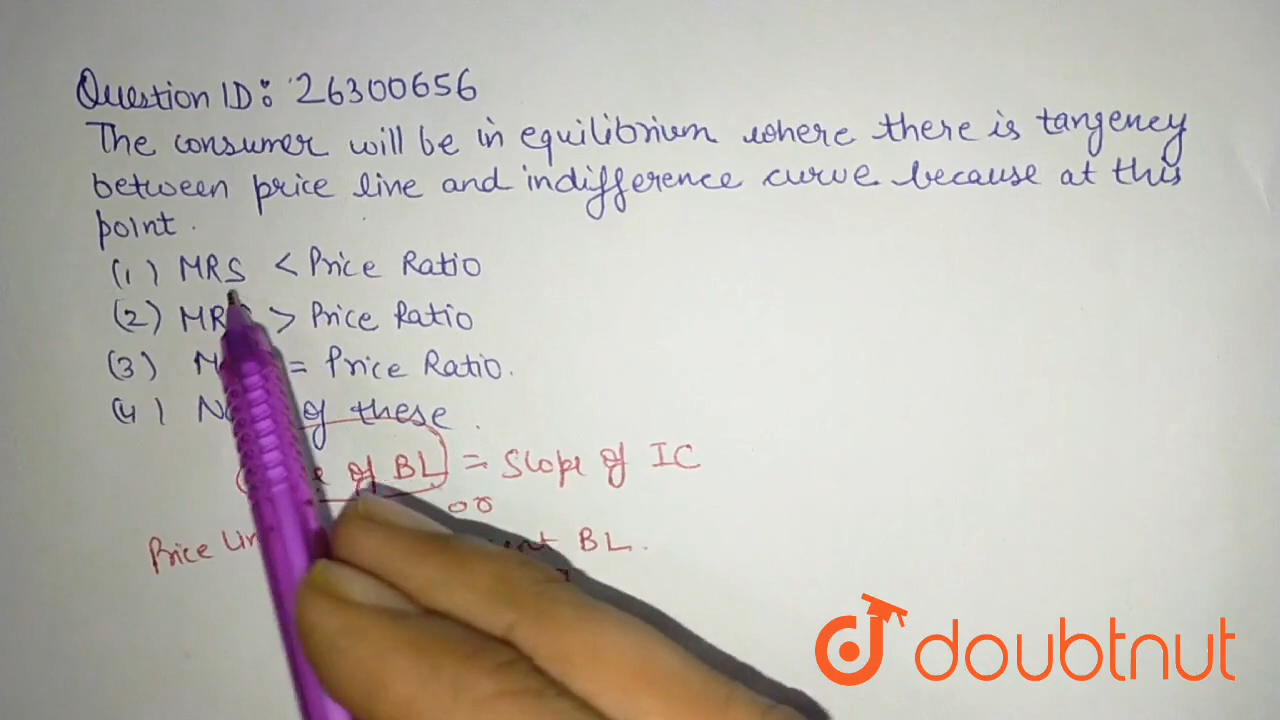 Question ID: 26300656
The consumer will be in equilibrium where there is tangency
between price line and indifference curve because at this
point.
(1) MRS < Price Ratio
(2) > Price Ratio
(3) = Price Ratio.
(4) of these.
of BL = Slope of IC
or
Price BL.
doubtnut